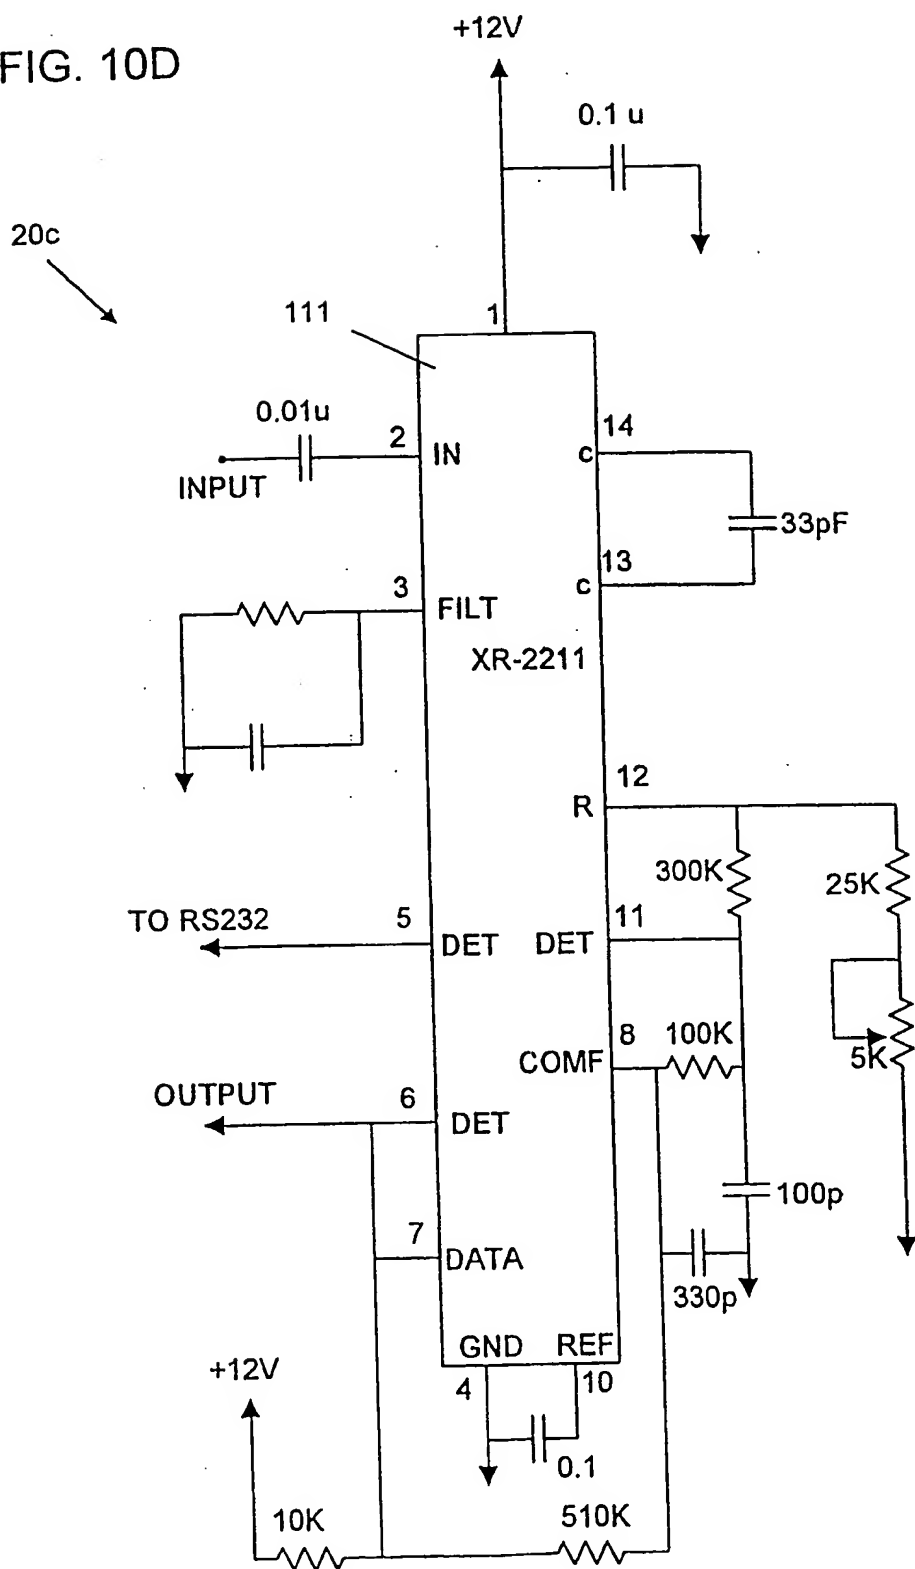 FIG. 10D
+12V
0.1 u
20c
111
1
0.01u
2
IN
INPUT
14
c
33pF
13
c
3
FILT
XR-2211
12
R
300K
25K
TO RS232
5
DET
DET
11
8
100K
COMF
5K
OUTPUT
6
DET
100p
7
DATA
330p
GND
REF
+12V
4
10
0.1
10K
510K